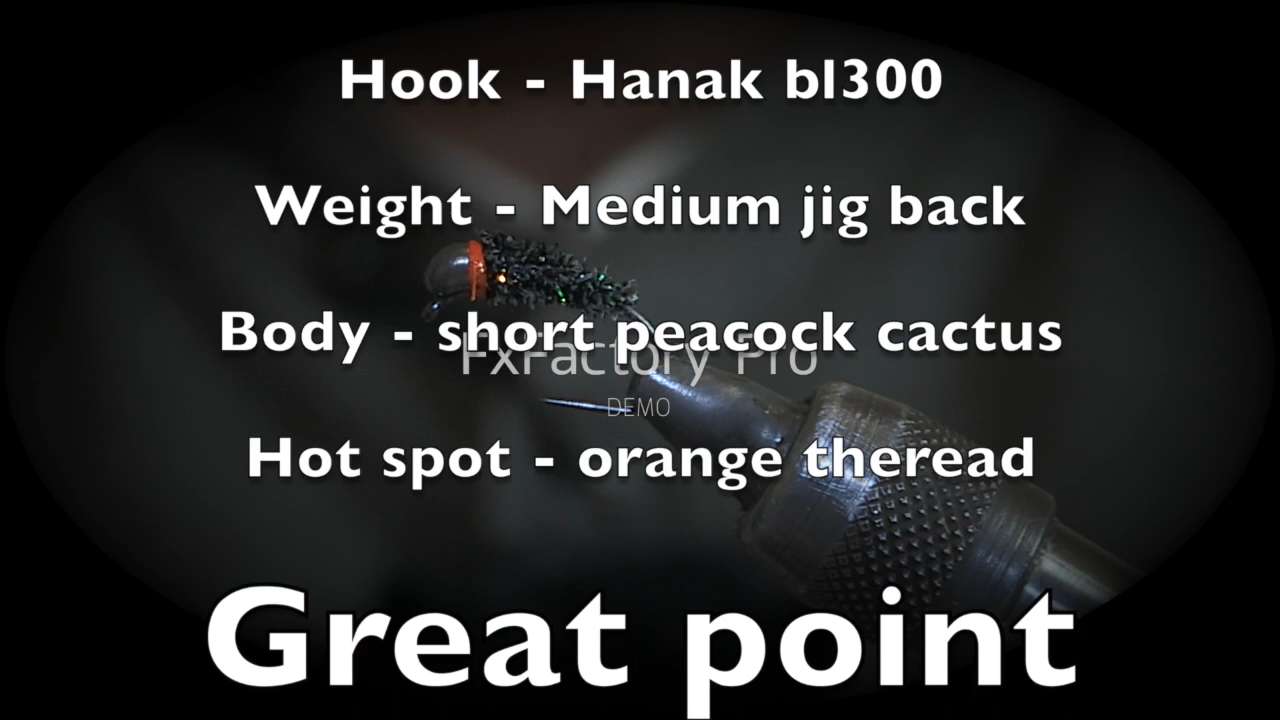 Hook - Hanak bl300
Weight - Medium jig back
Body - short peacock cactus
FxFactory Pro
DEMO
Hot spot - orange theread
Great point